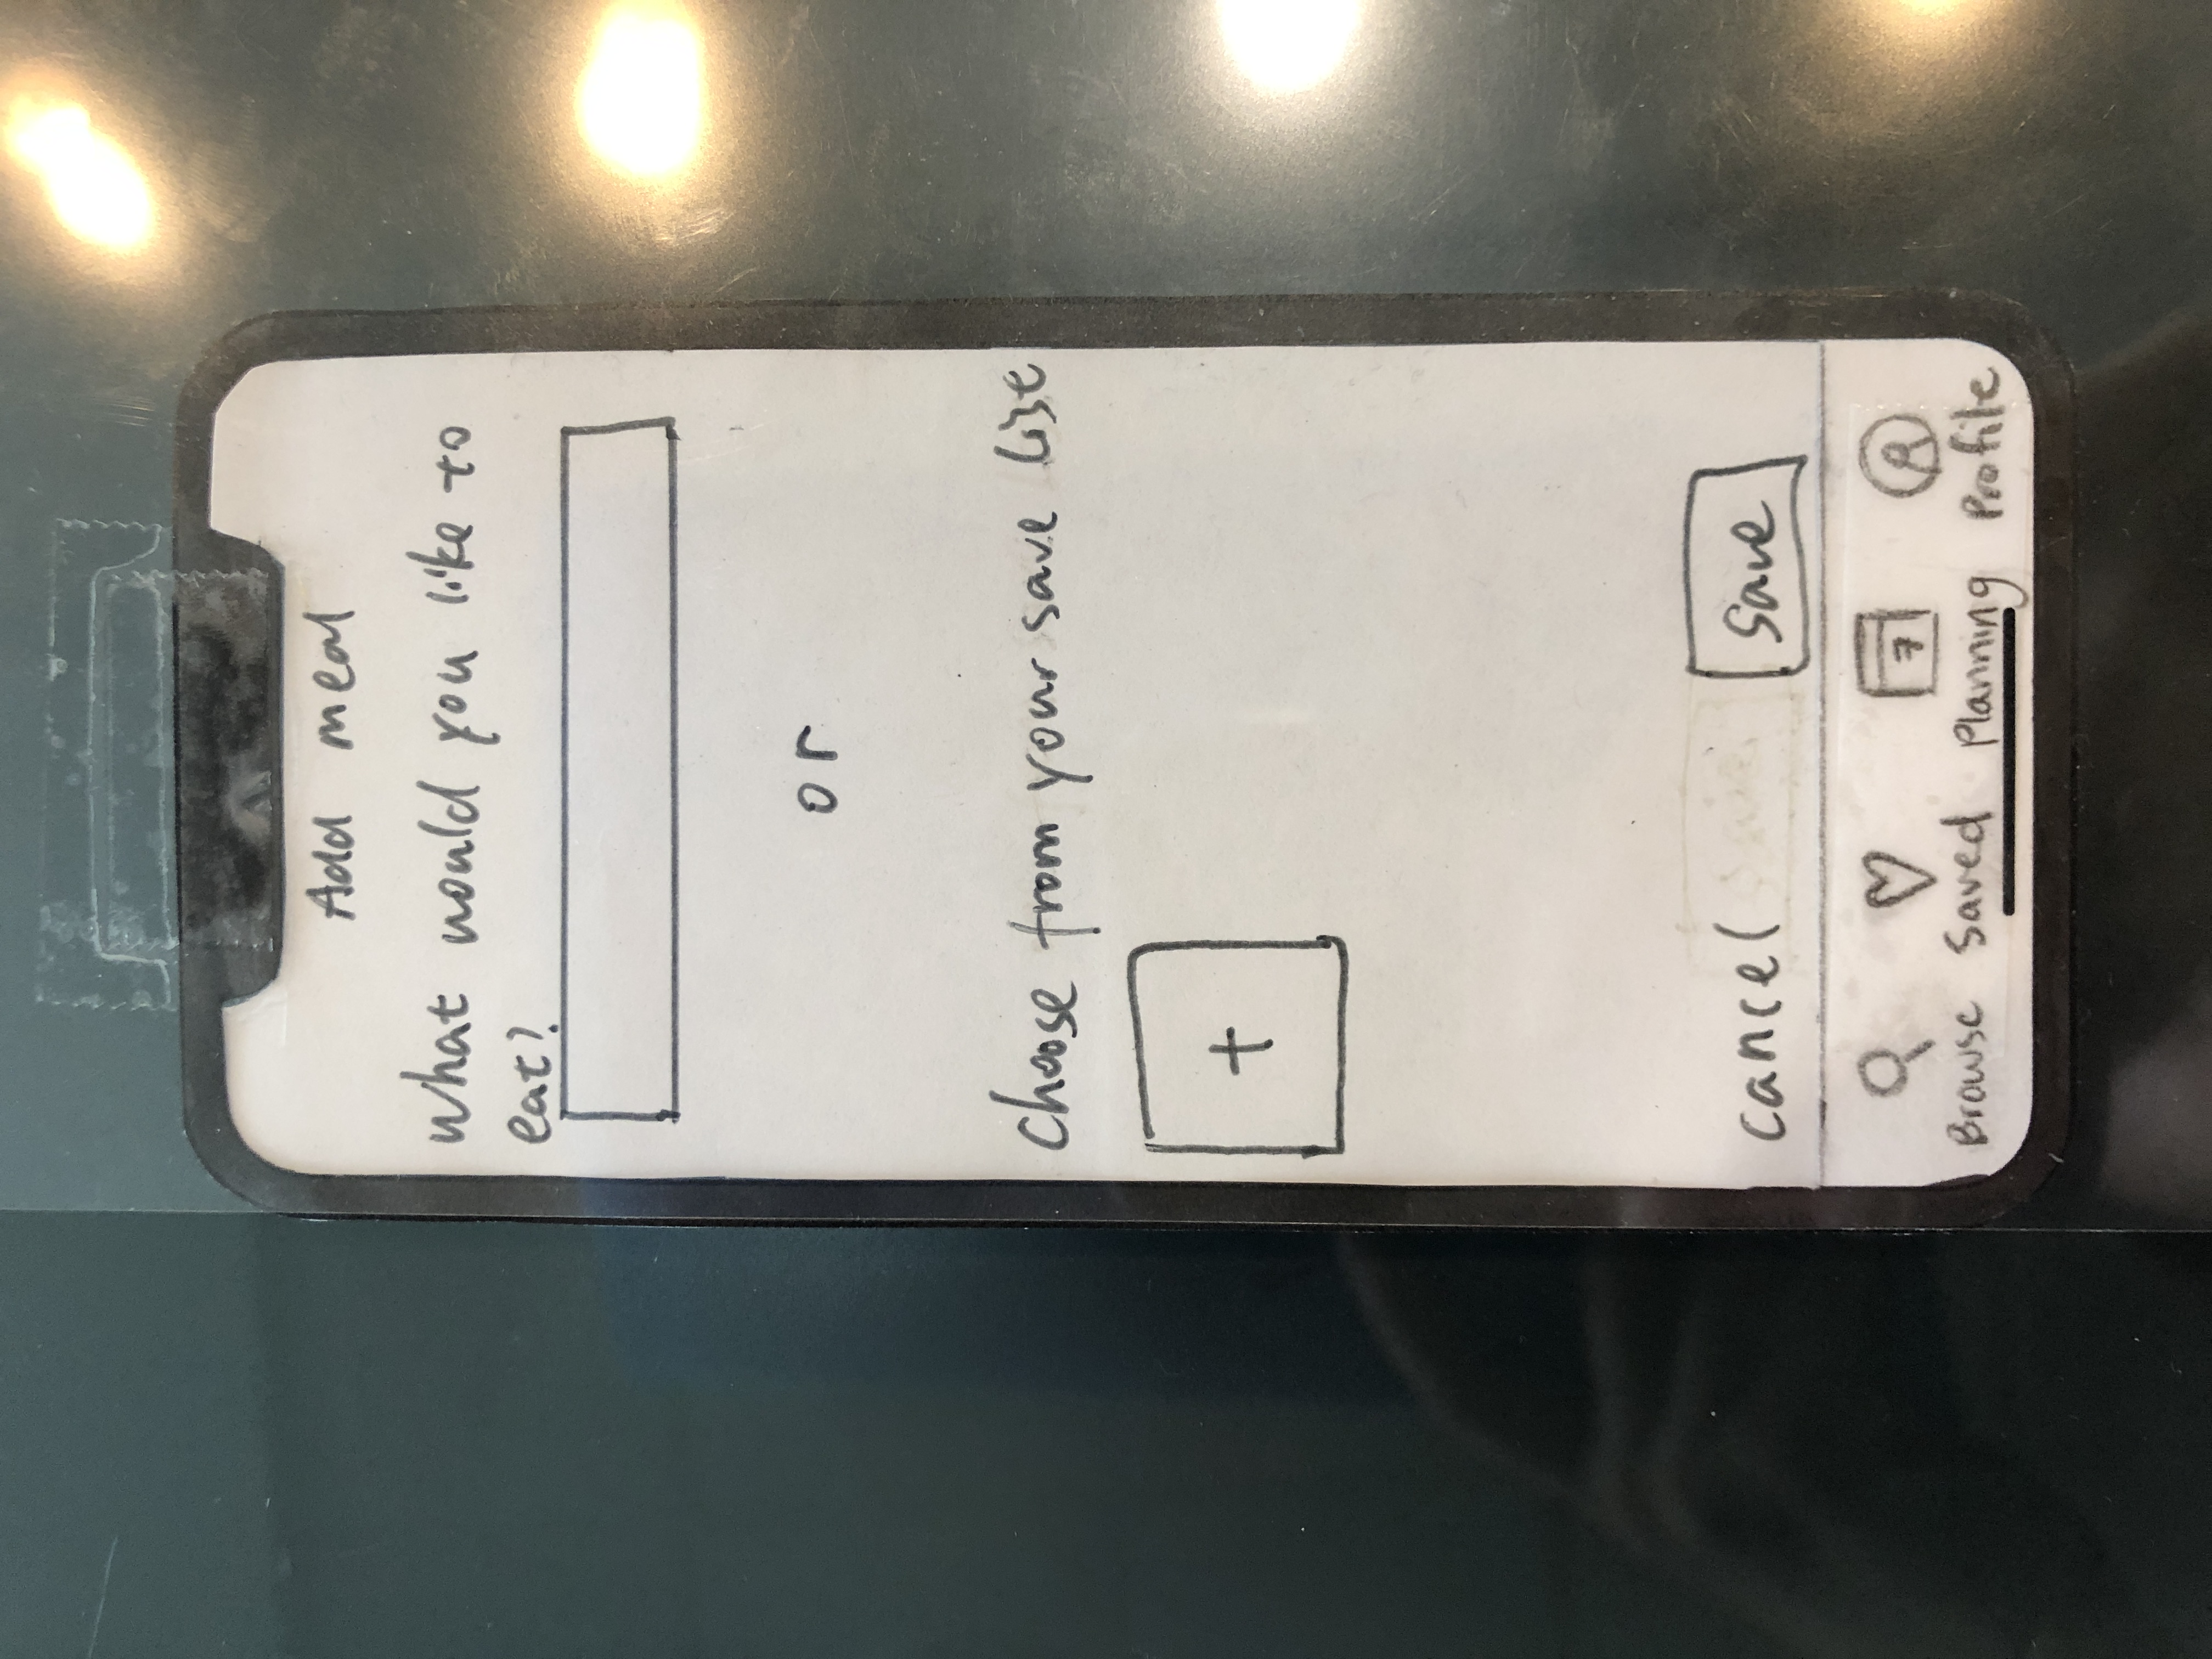 Add meal
what would you like to
eat?
or
choose from your save list
+
cancel
Save
7
Browse
Saved
Planning
Profile